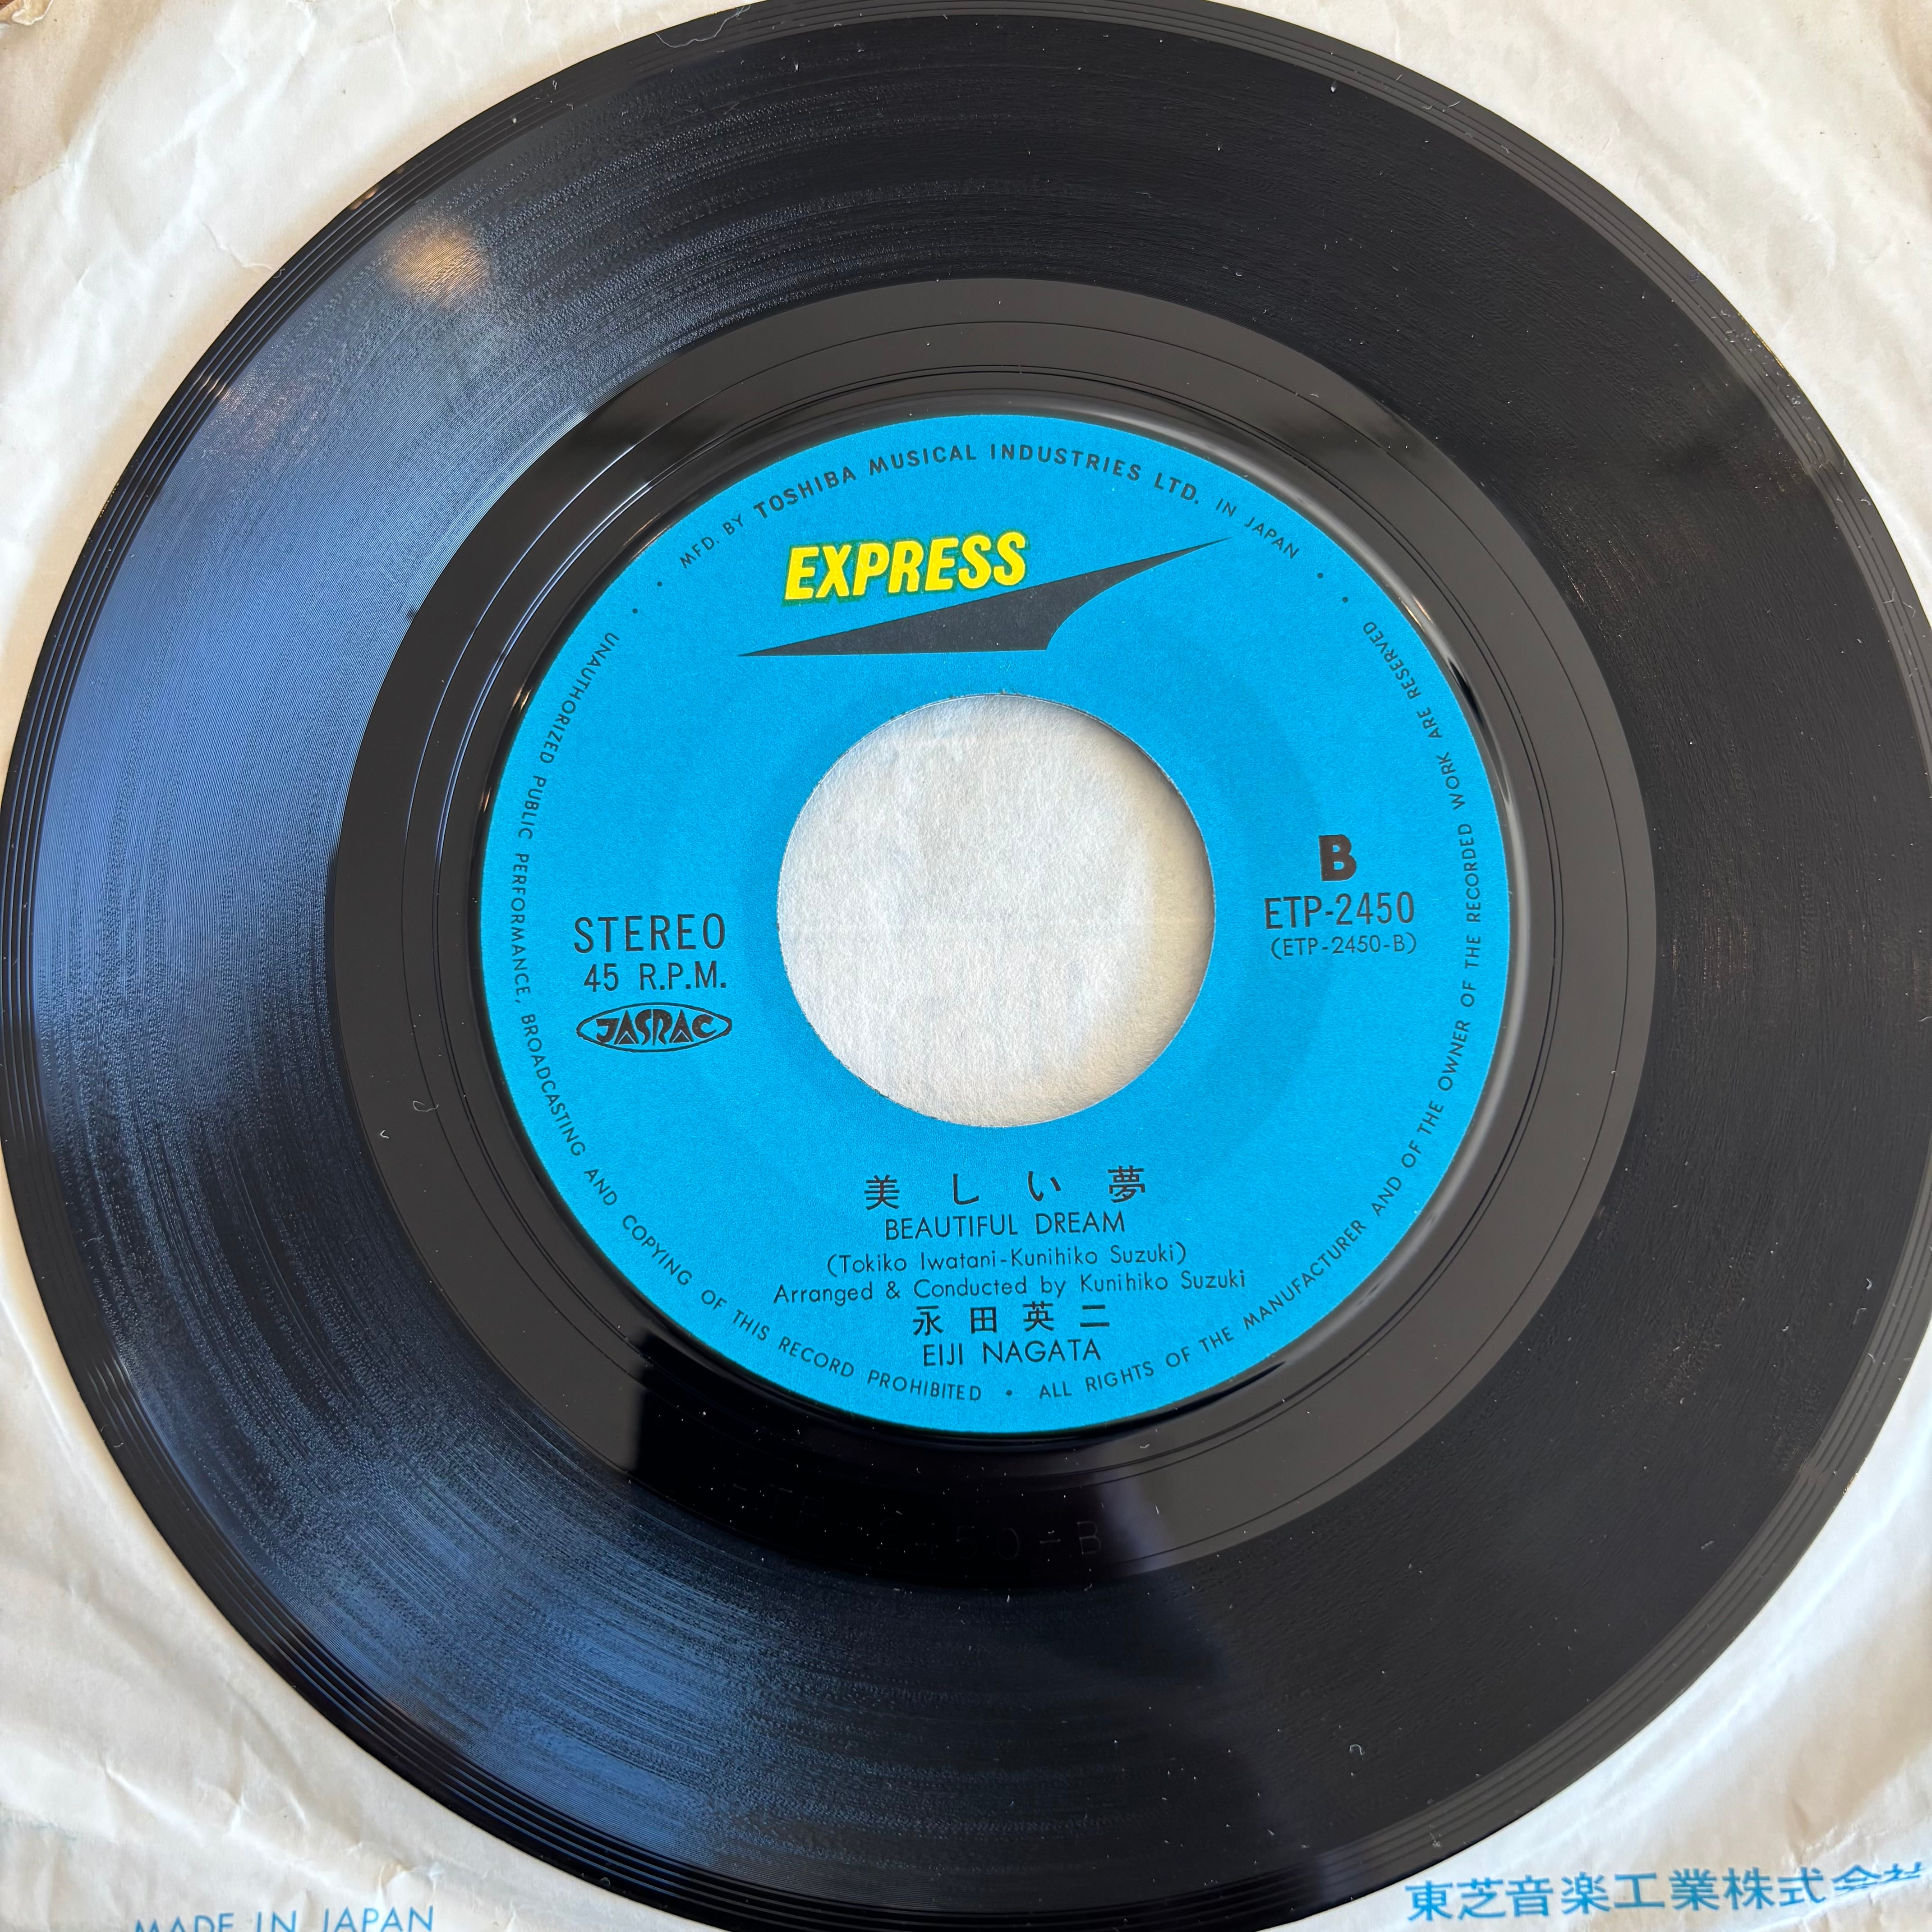 MFD. BY TOSHIBA MUSICAL INDUSTRIES LTD. IN JAPAN
EXPRESS
B
ETP-2450
(ETP-2450-B)
STEREO
45 R.P.M.
JASRAC
美しい夢
BEAUTIFUL DREAM
(Tokiko Iwatani-Kunihiko Suzuki)
Arranged & Conducted by Kunihiko Suzuki
永田英二
EIJI NAGATA
UNAUTHORIZED PUBLIC PERFORMANCE, BROADCASTING AND COPYING OF THIS RECORD PROHIBITED • ALL RIGHTS OF THE MANUFACTURER AND OF THE OWNER OF THE RECORDED WORK ARE RESERVED
2450-B
MADE IN JAPAN
東芝音楽工業株式会社